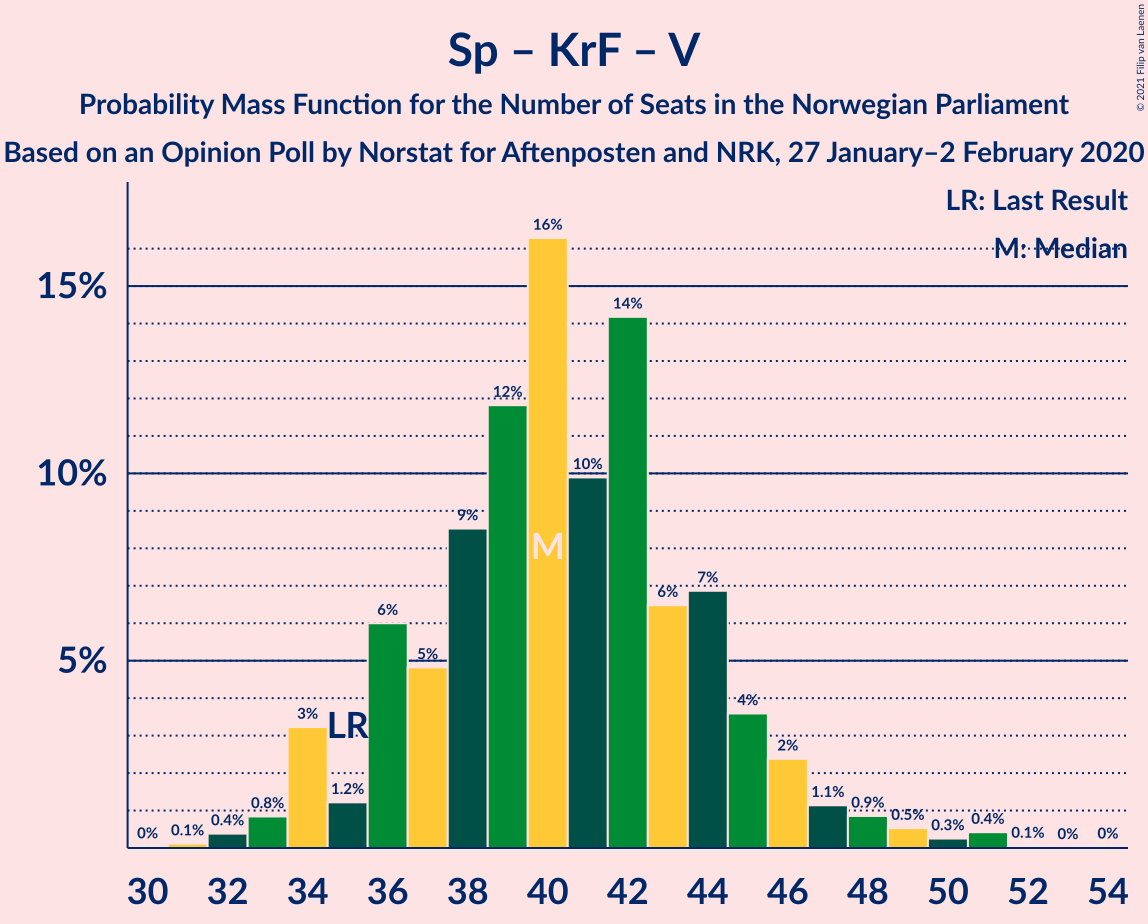 Sp – KrF – V
Probability Mass Function for the Number of Seats in the Norwegian Parliament
Based on an Opinion Poll by Norstat for Aftenposten and NRK, 27 January–2 February 2020
© 2021 Filip van Laenen
LR: Last Result
M: Median
15%
10%
5%
0% 0.1% 0.4% 0.8% 3% 1.2% 6% 5% 9% 12% 16% 10% 14% 6% 7% 4% 2% 1.1% 0.9% 0.5% 0.3% 0.4% 0.1% 0% 0%
LR
M
30 32 34 36 38 40 42 44 46 48 50 52 54